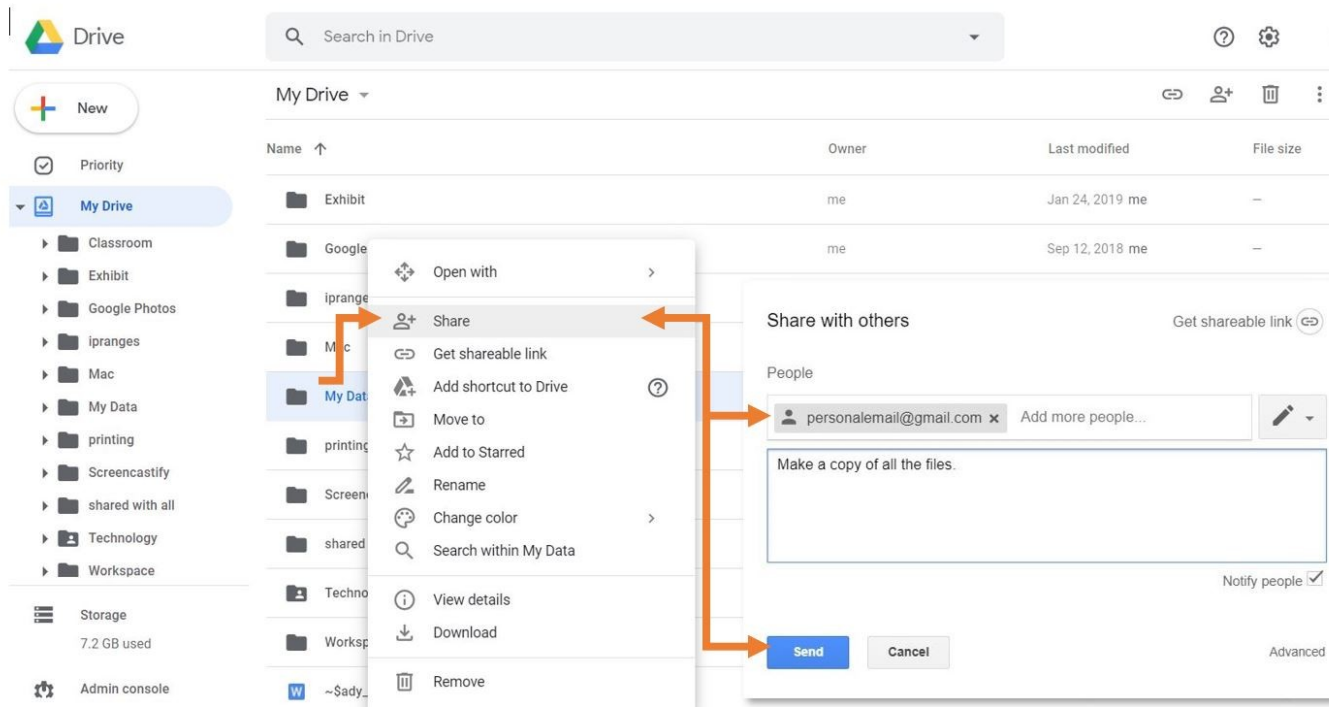 Drive
Search in Drive
New
My Drive
Name
Owner
Last modified
File size
Priority
My Drive
Classroom
Exhibit
Google Photos
ipranges
Mac
My Data
printing
Screencastify
shared with all
Technology
Workspace
Storage
7.2 GB used
Admin console
Exhibit
me
Jan 24, 2019 me
–
Google
me
Sep 12, 2018 me
–
iprange
M c
My Dat
printing
Screen
shared
Techno
Worksp
W ~$ady_
Open with
Share
Get shareable link
Add shortcut to Drive
Move to
Add to Starred
Rename
Change color
Search within My Data
View details
Download
Remove
Share with others
Get shareable link
People
personalemail@gmail.com × Add more people...
Make a copy of all the files.
Notify people
Send
Cancel
Advanced